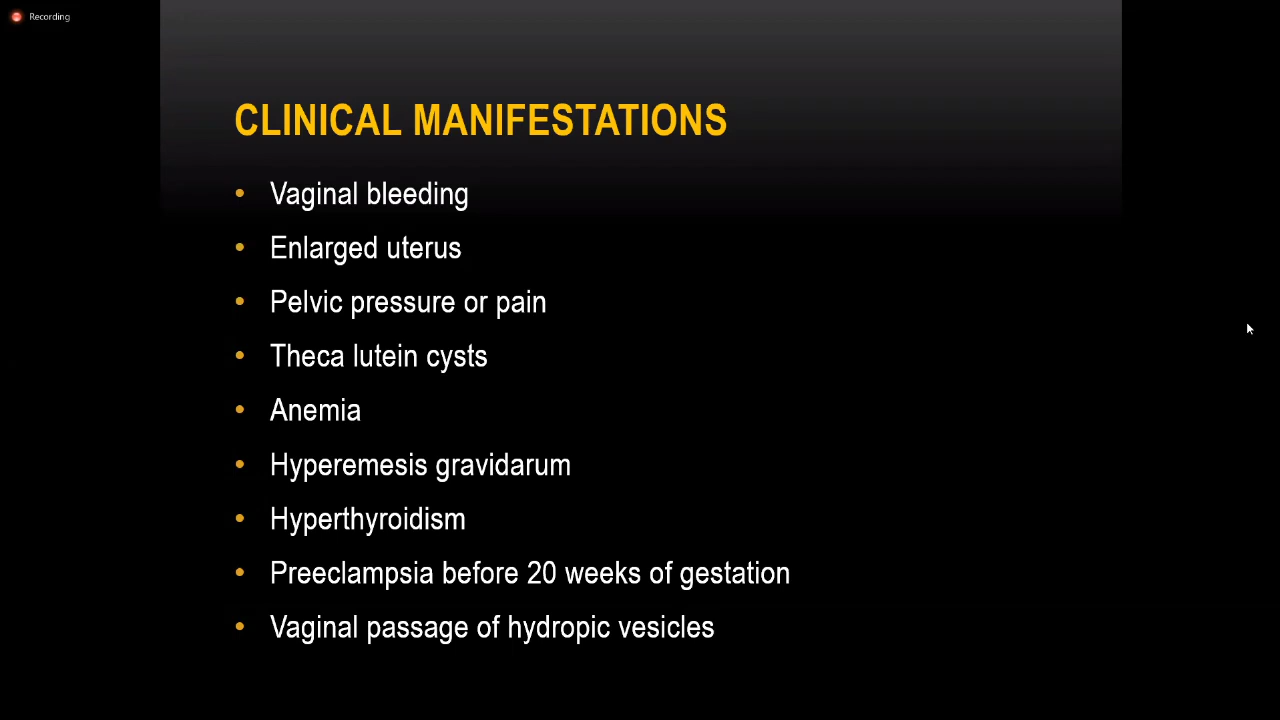 Recording
CLINICAL MANIFESTATIONS
• Vaginal bleeding
• Enlarged uterus
• Pelvic pressure or pain
• Theca lutein cysts
• Anemia
• Hyperemesis gravidarum
• Hyperthyroidism
• Preeclampsia before 20 weeks of gestation
• Vaginal passage of hydropic vesicles